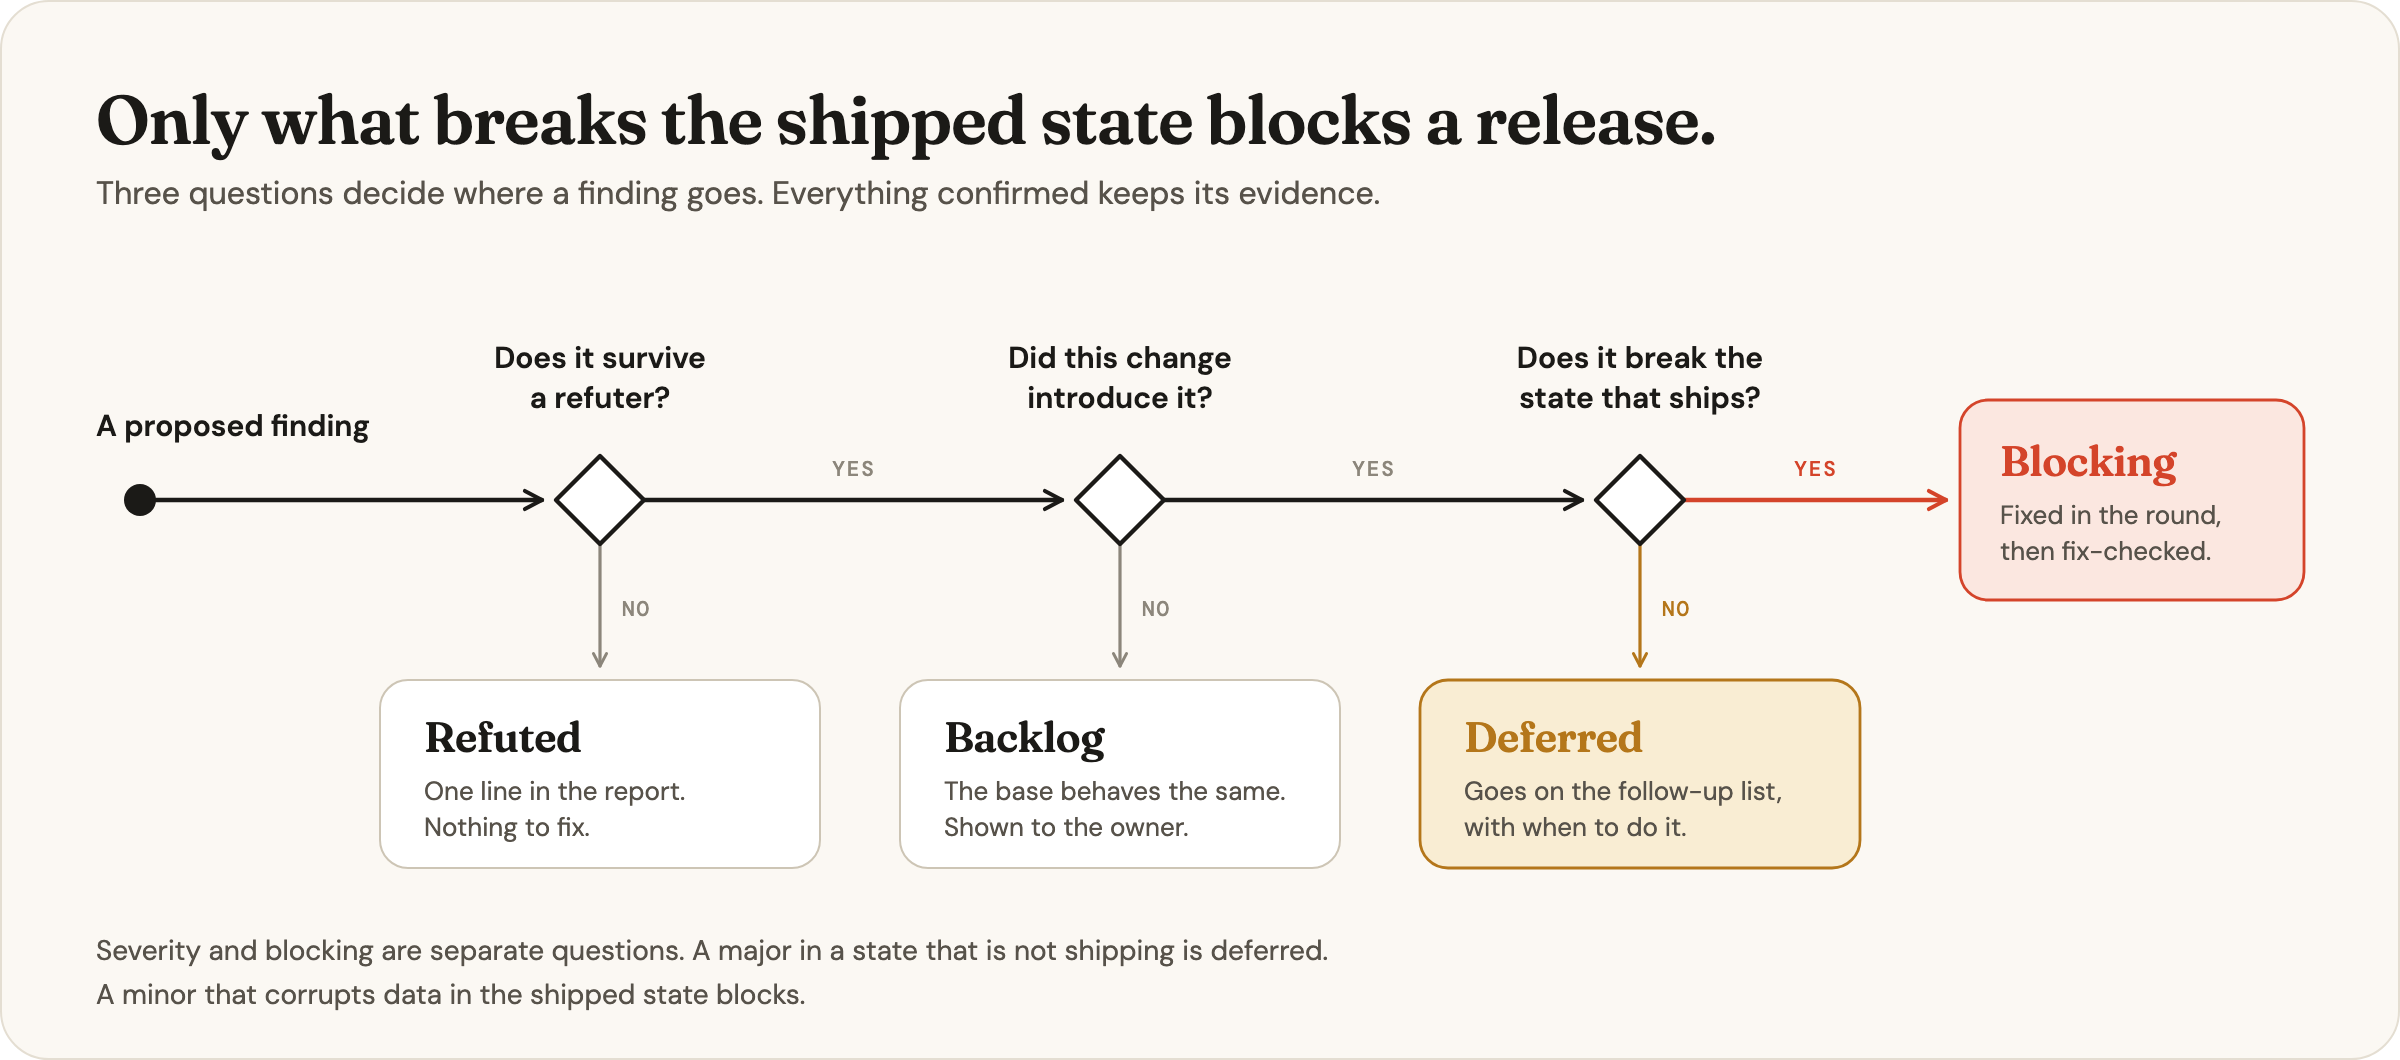 Only what breaks the shipped state blocks a release.
Three questions decide where a finding goes. Everything confirmed keeps its evidence.
A proposed finding
Does it survive
a refuter?
YES
NO
Did this change
introduce it?
YES
NO
Does it break the
state that ships?
YES
NO
Blocking
Fixed in the round,
then fix-checked.
Refuted
One line in the report.
Nothing to fix.
Backlog
The base behaves the same.
Shown to the owner.
Deferred
Goes on the follow-up list,
with when to do it.
Severity and blocking are separate questions. A major in a state that is not shipping is deferred.
A minor that corrupts data in the shipped state blocks.